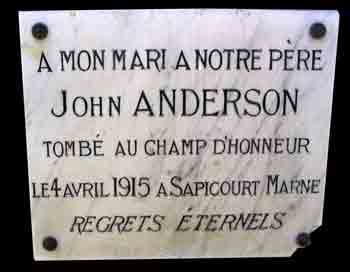 A MON MARI A NOTRE PÈRE
JOHN ANDERSON
TOMBÉ AU CHAMP D'HONNEUR
LE 4 AVRIL 1915 A SAPICOURT MARNE
REGRETS ÉTERNELS